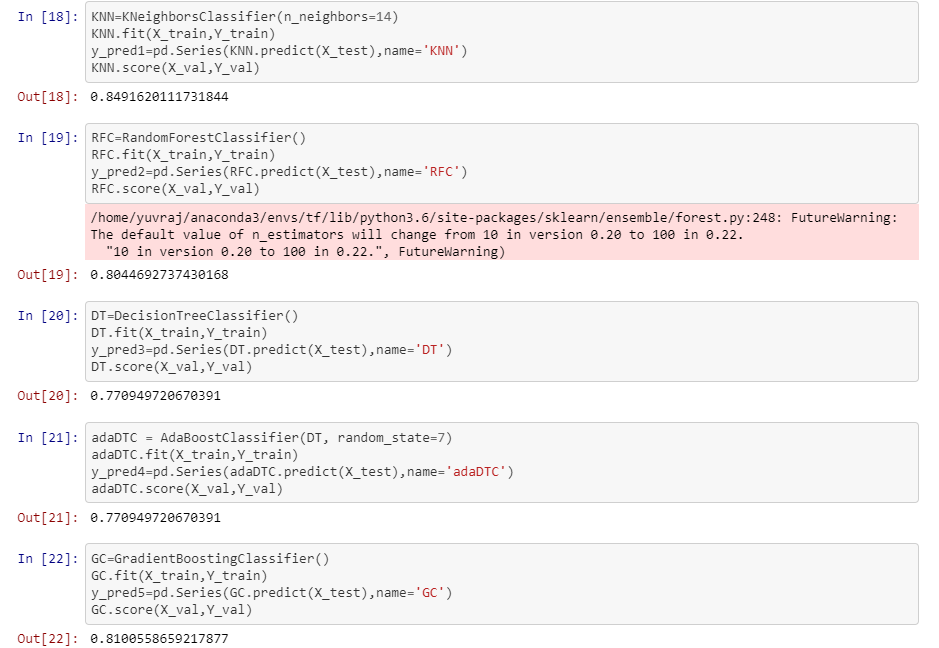 In [18]: KNN=KNeighborsClassifier(n_neighbors=14)
KNN.fit(X_train,Y_train)
y_pred1=pd.Series(KNN.predict(X_test),name='KNN')
KNN.score(X_val,Y_val)
Out[18]: 0.8491620111731844
In [19]: RFC=RandomForestClassifier()
RFC.fit(X_train,Y_train)
y_pred2=pd.Series(RFC.predict(X_test),name='RFC')
RFC.score(X_val,Y_val)
/home/yuvraj/anaconda3/envs/tf/lib/python3.6/site-packages/sklearn/ensemble/forest.py:248: FutureWarning:
The default value of n_estimators will change from 10 in version 0.20 to 100 in 0.22.
"10 in version 0.20 to 100 in 0.22.", FutureWarning)
Out[19]: 0.8044692737430168
In [20]: DT=DecisionTreeClassifier()
DT.fit(X_train,Y_train)
y_pred3=pd.Series(DT.predict(X_test),name='DT')
DT.score(X_val,Y_val)
Out[20]: 0.770949720670391
In [21]: adaDTC = AdaBoostClassifier(DT, random_state=7)
adaDTC.fit(X_train,Y_train)
y_pred4=pd.Series(adaDTC.predict(X_test),name='adaDTC')
adaDTC.score(X_val,Y_val)
Out[21]: 0.770949720670391
In [22]: GC=GradientBoostingClassifier()
GC.fit(X_train,Y_train)
y_pred5=pd.Series(GC.predict(X_test),name='GC')
GC.score(X_val,Y_val)
Out[22]: 0.8100558659217877